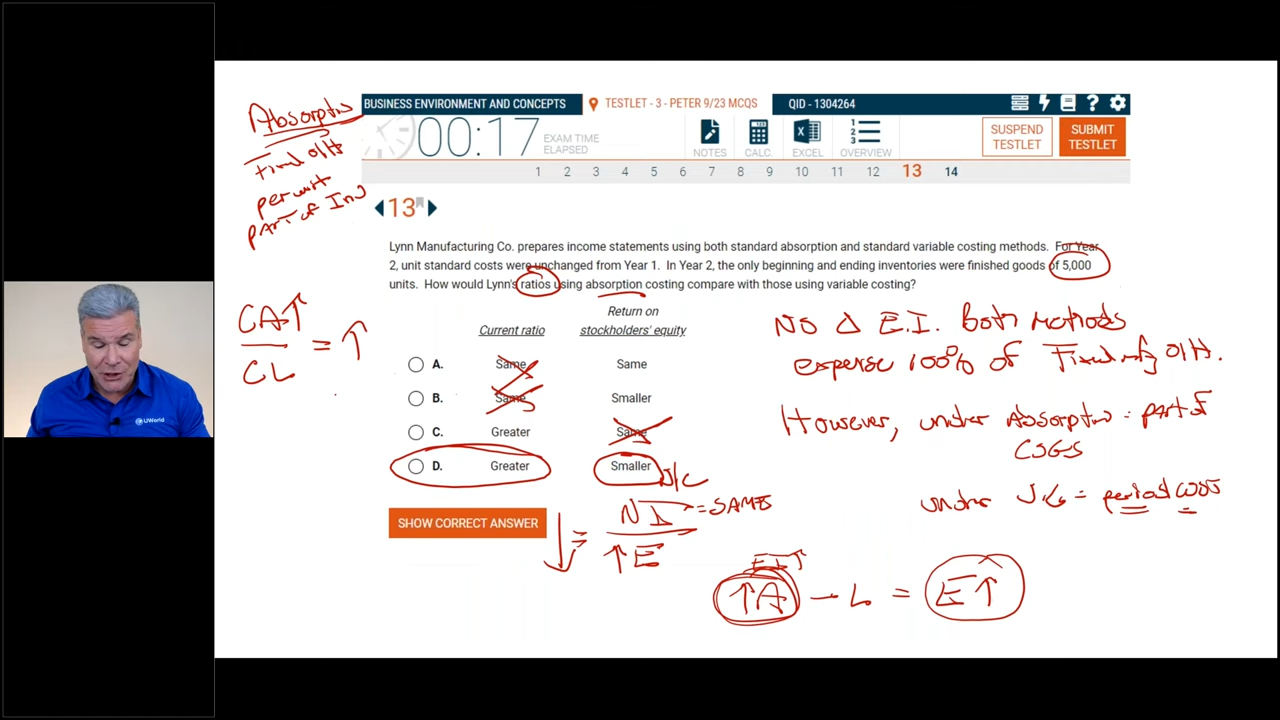 Absorption
Fixed O/H
per unit
part of Inv
BUSINESS ENVIRONMENT AND CONCEPTS
TESTLET - 3 - PETER 9/23 MCQS
QID - 1304264
00:17
EXAM TIME
ELAPSED
NOTES
CALC.
EXCEL
OVERVIEW
SUSPEND
TESTLET
SUBMIT
TESTLET
1 2 3 4 5 6 7 8 9 10 11 12 13 14
13
Lynn Manufacturing Co. prepares income statements using both standard absorption and standard variable costing methods. For Year
2, unit standard costs were unchanged from Year 1. In Year 2, the only beginning and ending inventories were finished goods of 5,000
units. How would Lynn's ratios using absorption costing compare with those using variable costing?
Current ratio
Return on
stockholders' equity
A. Same Same
B. Same Smaller
C. Greater Same
D. Greater Smaller
SHOW CORRECT ANSWER
CA↑
CL
= ↑
N/C
↓ =
NI = SAME
↑E
No Δ E.I. both methods
expense 100% of Fixed mfg O/H.
However, under Absorption = part of
COGS
under = period cost
EI↑
↑A - L = E↑
UWorld